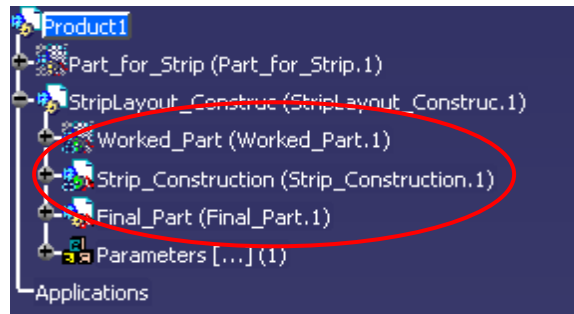 Product1
Part_for_Strip (Part_for_Strip.1)
StripLayout_Construc (StripLayout_Construc.1)
Worked_Part (Worked_Part.1)
Strip_Construction (Strip_Construction.1)
Final_Part (Final_Part.1)
Parameters [...] (1)
Applications